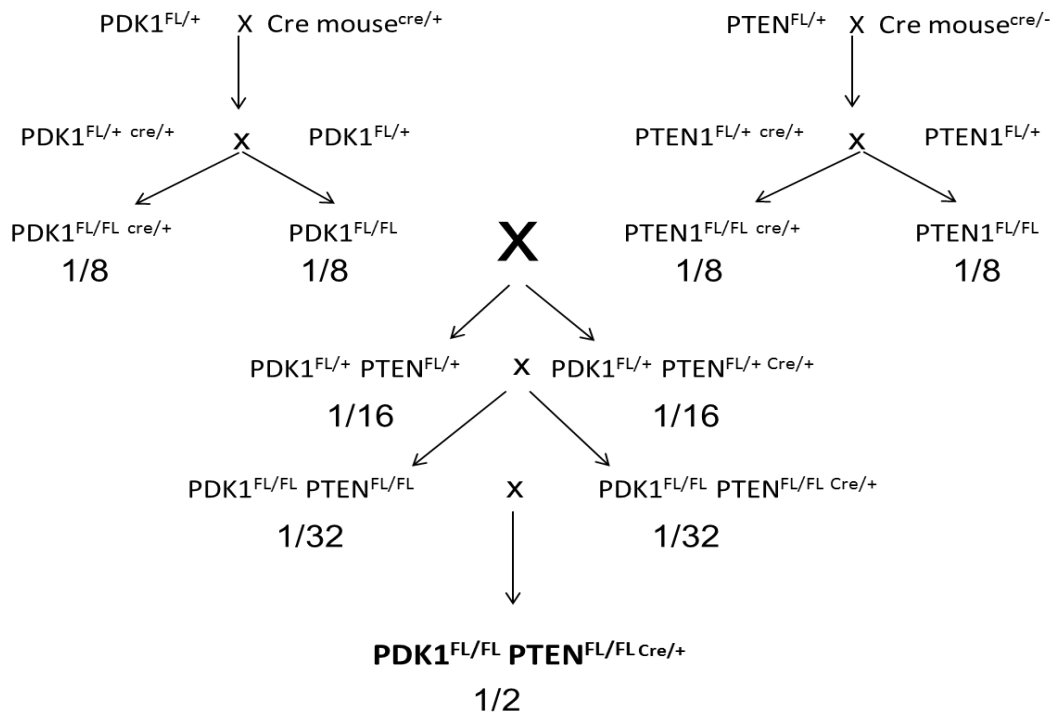 PDK1FL/+ X Cre mousecre/+ PTENFL/+ X Cre mousecre/-
PDK1FL/+ cre/+ x PDK1FL/+ PTEN1FL/+ cre/+ x PTEN1FL/+
PDK1FL/FL cre/+ PDK1FL/FL X PTEN1FL/FL cre/+ PTEN1FL/FL
1/8 1/8 1/8 1/8
PDK1FL/+ PTENFL/+ x PDK1FL/+ PTENFL/+ Cre/+
1/16 1/16
PDK1FL/FL PTENFL/FL x PDK1FL/FL PTENFL/FL Cre/+
1/32 1/32
PDK1FL/FL PTENFL/FL Cre/+
1/2